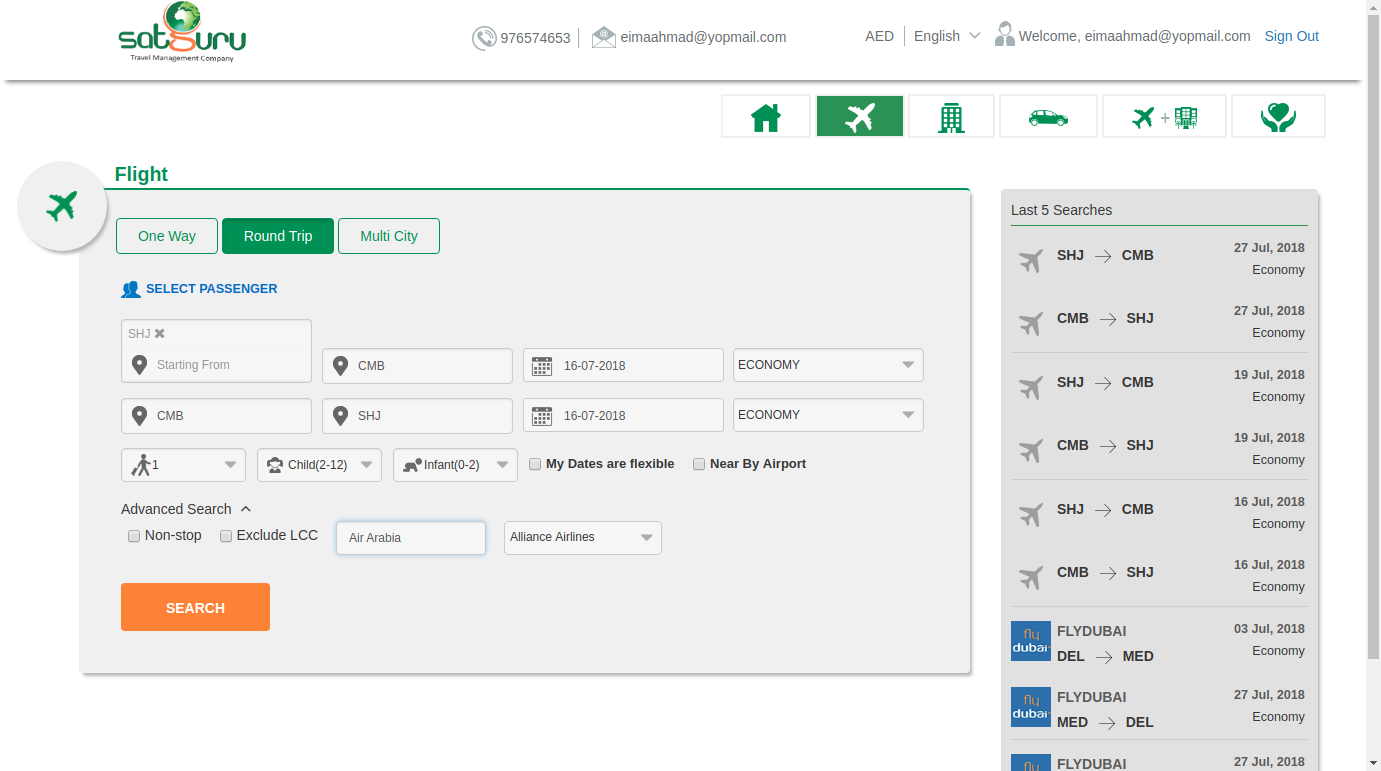 satguru
Travel Management Company
976574653
eimaahmad@yopmail.com
AED
English
Welcome, eimaahmad@yopmail.com
Sign Out
+
Flight
One Way
Round Trip
Multi City
SELECT PASSENGER
SHJ ✖
Starting From
CMB
16-07-2018
ECONOMY
CMB
SHJ
16-07-2018
ECONOMY
1
Child(2-12)
Infant(0-2)
My Dates are flexible
Near By Airport
Advanced Search
Non-stop
Exclude LCC
Air Arabia
Alliance Airlines
SEARCH
Last 5 Searches
SHJ → CMB
27 Jul, 2018
Economy
CMB → SHJ
27 Jul, 2018
Economy
SHJ → CMB
19 Jul, 2018
Economy
CMB → SHJ
19 Jul, 2018
Economy
SHJ → CMB
16 Jul, 2018
Economy
CMB → SHJ
16 Jul, 2018
Economy
fly
dubai
FLYDUBAI
DEL → MED
03 Jul, 2018
Economy
fly
dubai
FLYDUBAI
MED → DEL
27 Jul, 2018
Economy
fly
FLYDUBAI
27 Jul, 2018